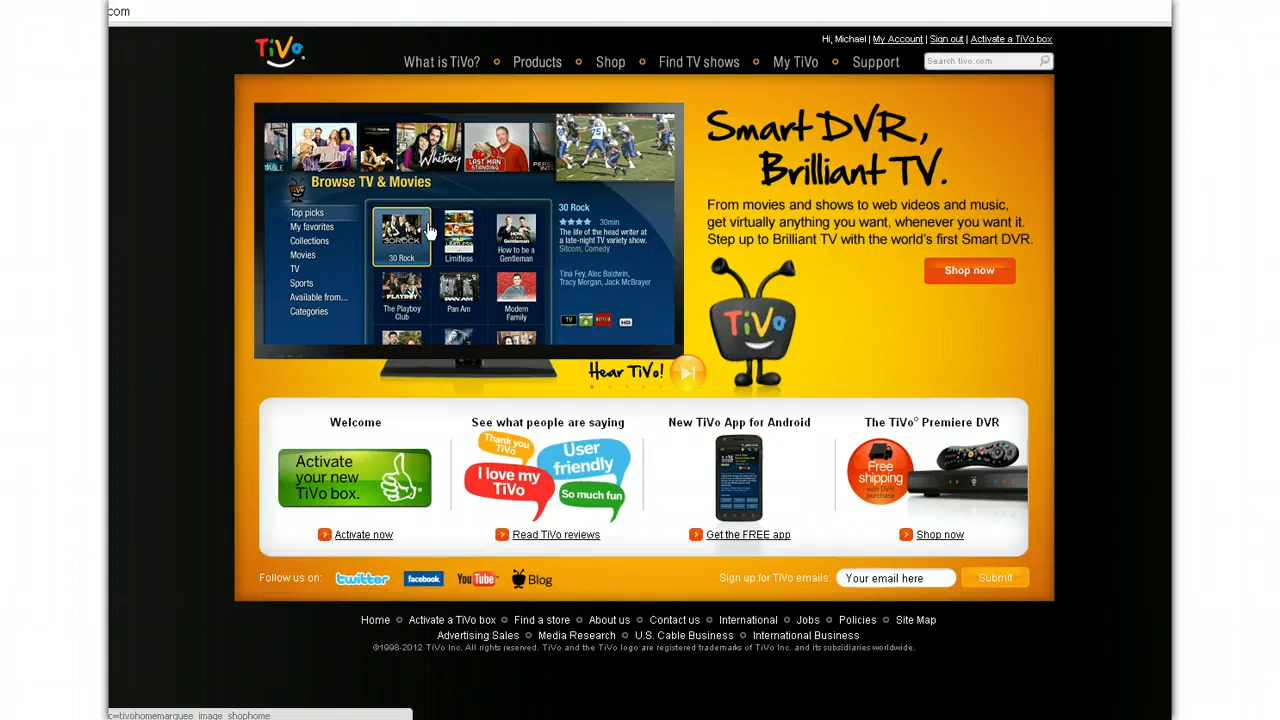 com
Hi, Michael | My Account | Sign out | Activate a TiVo box
TiVo
What is TiVo? Products Shop Find TV shows My TiVo Support
Search tivo.com
Whitney
LAST MAN STANDING
Browse TV & Movies
Top picks
My favorites
Collections
Movies
TV
Sports
Available from...
Categories
30 Rock
Limitless
How to be a Gentleman
The Playboy Club
Pan Am
Modern Family
30 Rock
30min
The life of the head writer at a late-night TV variety show.
Sitcom, Comedy
Tina Fey, Alec Baldwin,
Tracy Morgan, Jack McBrayer
TV
HD
Hear TiVo!
Smart DVR,
Brilliant TV.
From movies and shows to web videos and music,
get virtually anything you want, whenever you want it.
Step up to Brilliant TV with the world's first Smart DVR.
Shop now
TiVo
Welcome
Activate
your new
TiVo box.
Activate now
See what people are saying
Thank you
TiVo
User
friendly
I love my
TiVo
So much fun
Read TiVo reviews
New TiVo App for Android
Get the FREE app
The TiVo® Premiere DVR
Free
shipping
with DVR
purchase
Shop now
Follow us on: twitter facebook YouTube Blog
Sign up for TiVo emails: Your email here Submit
Home Activate a TiVo box Find a store About us Contact us International Jobs Policies Site Map
Advertising Sales Media Research U.S. Cable Business International Business
©1998-2012 TiVo Inc. All rights reserved. TiVo and the TiVo logo are registered trademarks of TiVo Inc. and its subsidiaries worldwide.
c=tivohomemarquee_image_shophome